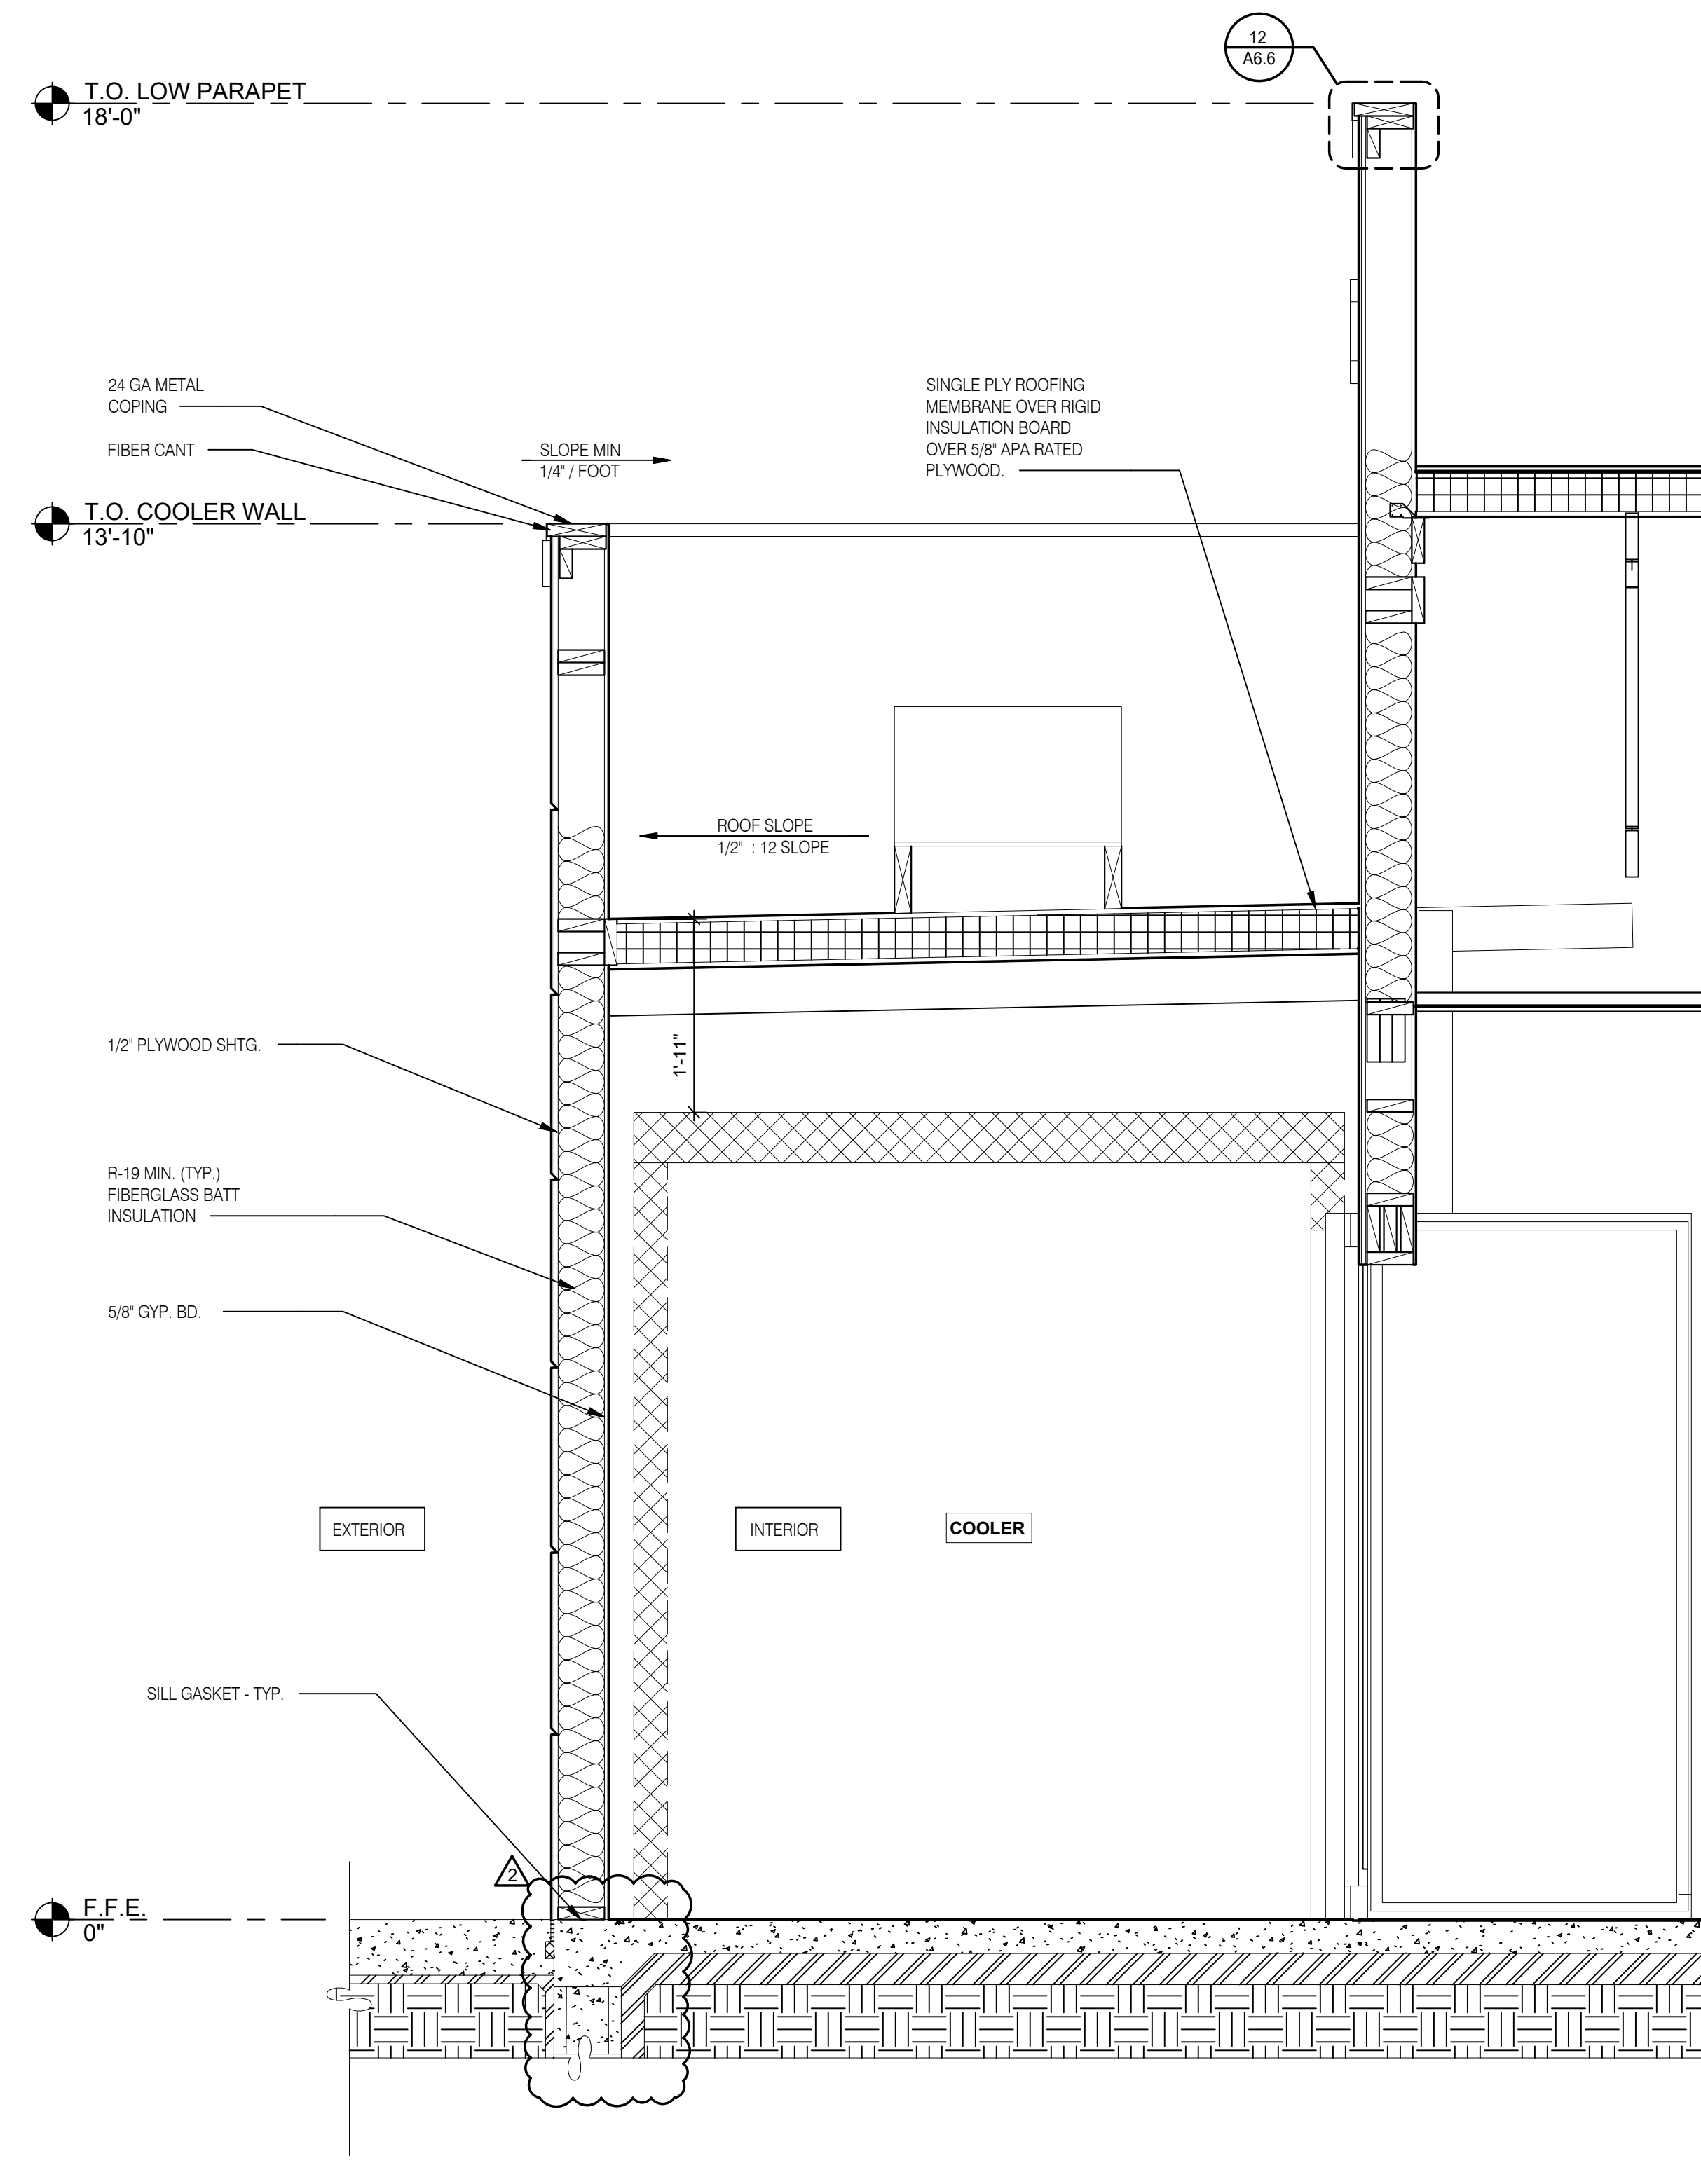 12
A6.6
T.O. LOW PARAPET
18'-0"
24 GA METAL
COPING
FIBER CANT
SLOPE MIN
1/4" / FOOT
SINGLE PLY ROOFING
MEMBRANE OVER RIGID
INSULATION BOARD
OVER 5/8" APA RATED
PLYWOOD.
T.O. COOLER WALL
13'-10"
ROOF SLOPE
1/2" : 12 SLOPE
1'-11"
1/2" PLYWOOD SHTG.
R-19 MIN. (TYP.)
FIBERGLASS BATT
INSULATION
5/8" GYP. BD.
EXTERIOR
INTERIOR
COOLER
SILL GASKET - TYP.
2
F.F.E.
0"